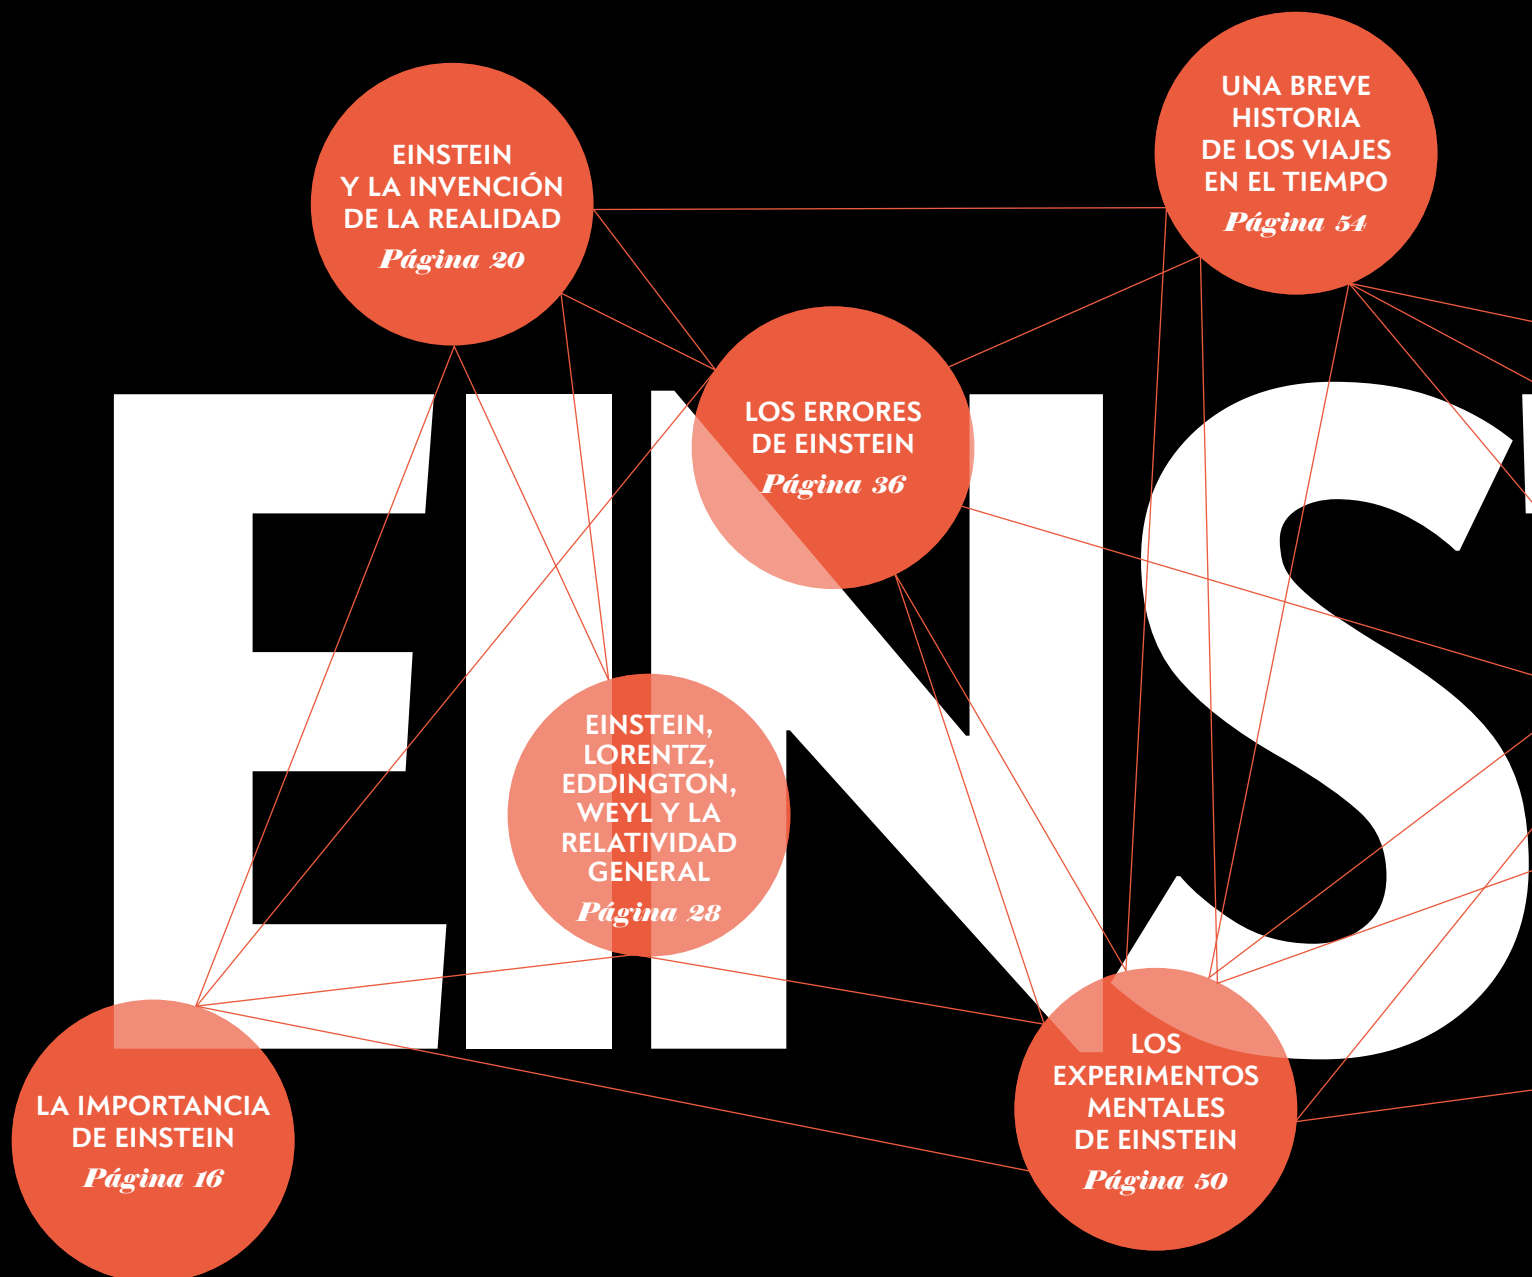 EINSTEIN
Y LA INVENCIÓN
DE LA REALIDAD
Página 20
UNA BREVE
HISTORIA
DE LOS VIAJES
EN EL TIEMPO
Página 54
LOS ERRORES
DE EINSTEIN
Página 36
EINS
EINSTEIN,
LORENTZ,
EDDINGTON,
WEYL Y LA
RELATIVIDAD
GENERAL
Página 28
LA IMPORTANCIA
DE EINSTEIN
Página 16
LOS
EXPERIMENTOS
MENTALES
DE EINSTEIN
Página 50